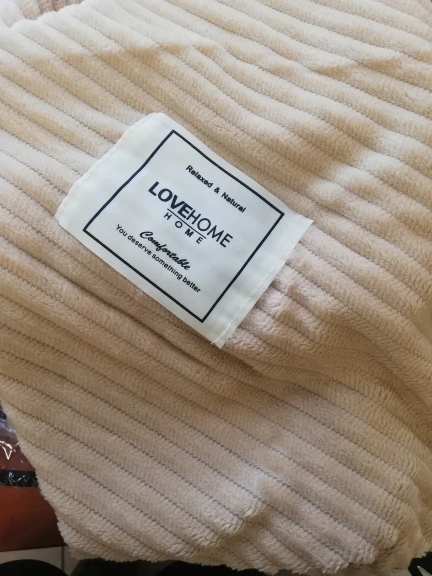 Relaxed & Natural
LOVEHOME
HOME
Comfortable
You deserve something better